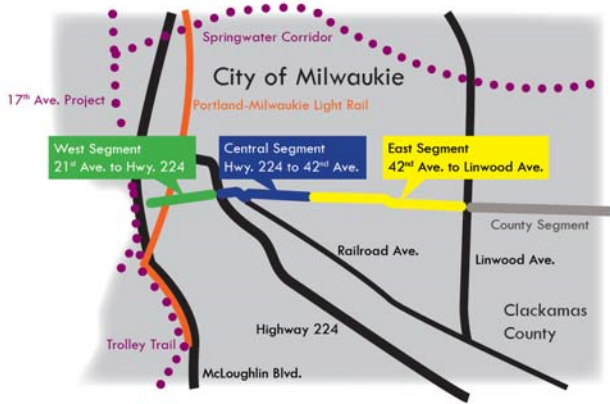 Springwater Corridor
City of Milwaukie
17th Ave. Project
Portland-Milwaukie Light Rail
West Segment
21st Ave. to Hwy. 224
Central Segment
Hwy. 224 to 42nd Ave.
East Segment
42nd Ave. to Linwood Ave.
County Segment
Railroad Ave.
Linwood Ave.
Clackamas
County
Highway 224
Trolley Trail
McLoughlin Blvd.